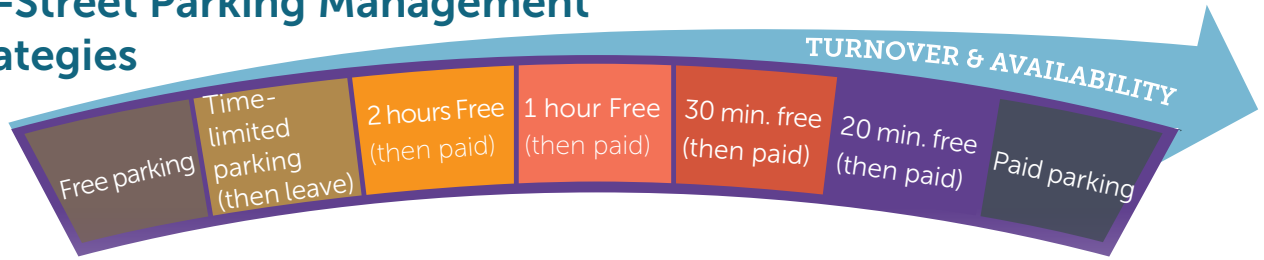 -Street Parking Management
ategies
TURNOVER & AVAILABILITY
Free parking
Time-
limited
parking
(then leave)
2 hours Free
(then paid)
1 hour Free
(then paid)
30 min. free
(then paid)
20 min. free
(then paid)
Paid parking